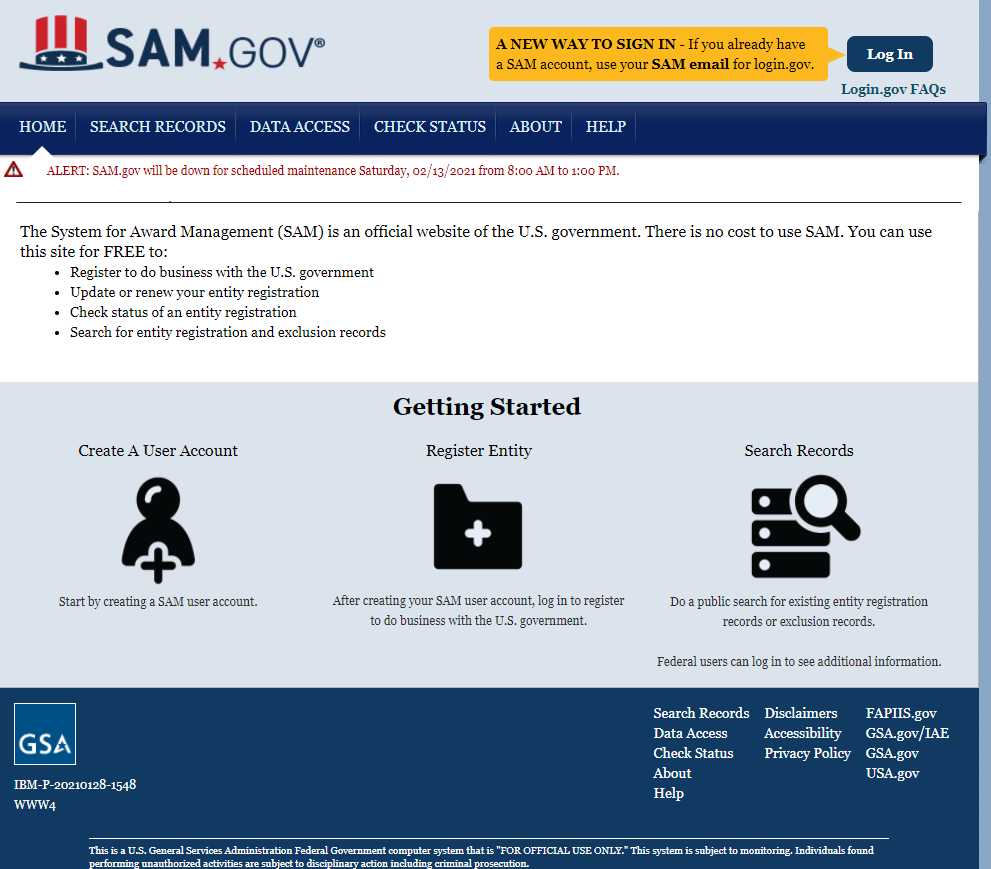 SAM.GOV®
A NEW WAY TO SIGN IN - If you already have
a SAM account, use your SAM email for login.gov.
Log In
Login.gov FAQs
HOME SEARCH RECORDS DATA ACCESS CHECK STATUS ABOUT HELP
ALERT: SAM.gov will be down for scheduled maintenance Saturday, 02/13/2021 from 8:00 AM to 1:00 PM.
The System for Award Management (SAM) is an official website of the U.S. government. There is no cost to use SAM. You can use
this site for FREE to:
• Register to do business with the U.S. government
• Update or renew your entity registration
• Check status of an entity registration
• Search for entity registration and exclusion records
Getting Started
Create A User Account
Start by creating a SAM user account.
Register Entity
After creating your SAM user account, log in to register
to do business with the U.S. government.
Search Records
Do a public search for existing entity registration
records or exclusion records.
Federal users can log in to see additional information.
GSA
IBM-P-20210128-1548
WWW4
Search Records
Data Access
Check Status
About
Help
Disclaimers
Accessibility
Privacy Policy
FAPIIS.gov
GSA.gov/IAE
GSA.gov
USA.gov
This is a U.S. General Services Administration Federal Government computer system that is "FOR OFFICIAL USE ONLY." This system is subject to monitoring. Individuals found
performing unauthorized activities are subject to disciplinary action including criminal prosecution.